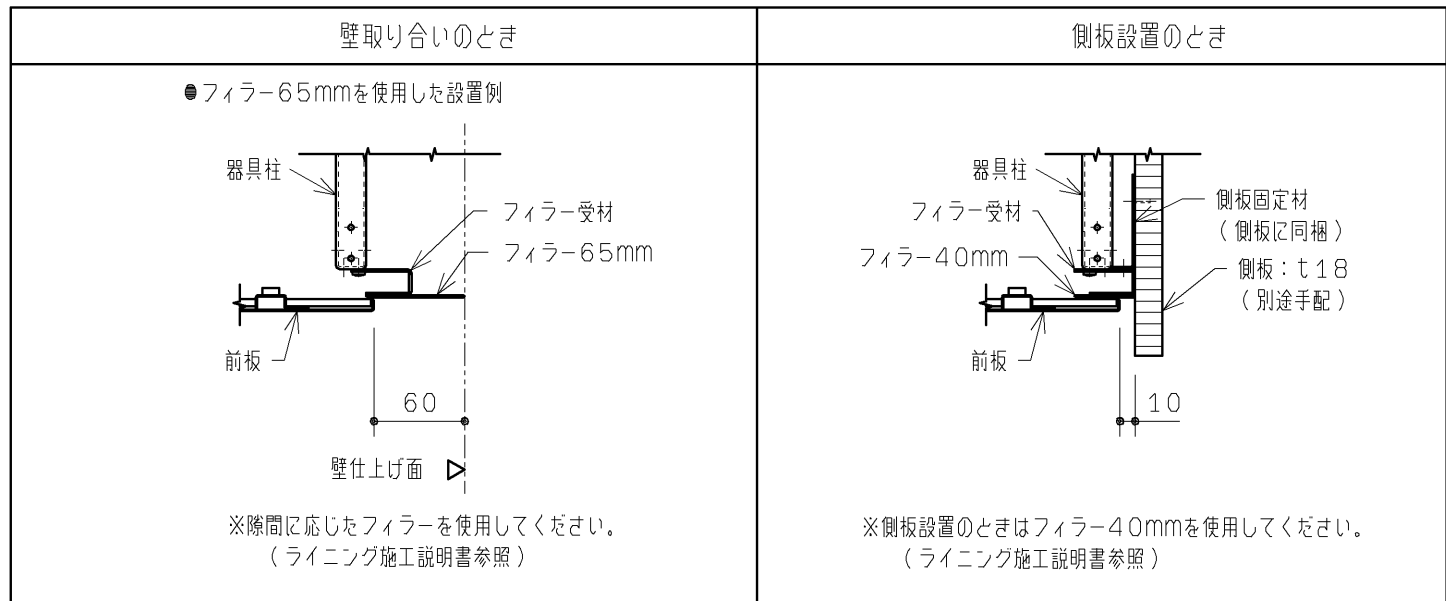 壁取り合いのとき
●フィラー65mmを使用した設置例
器具柱
フィラー受材
フィラー65mm
前板
60
壁仕上げ面
※隙間に応じたフィラーを使用してください。
（ライニング施工説明書参照）
側板設置のとき
器具柱
フィラー受材
フィラー40mm
側板固定材
（側板に同梱）
側板：t18
（別途手配）
前板
10
※側板設置のときはフィラー40mmを使用してください。
（ライニング施工説明書参照）